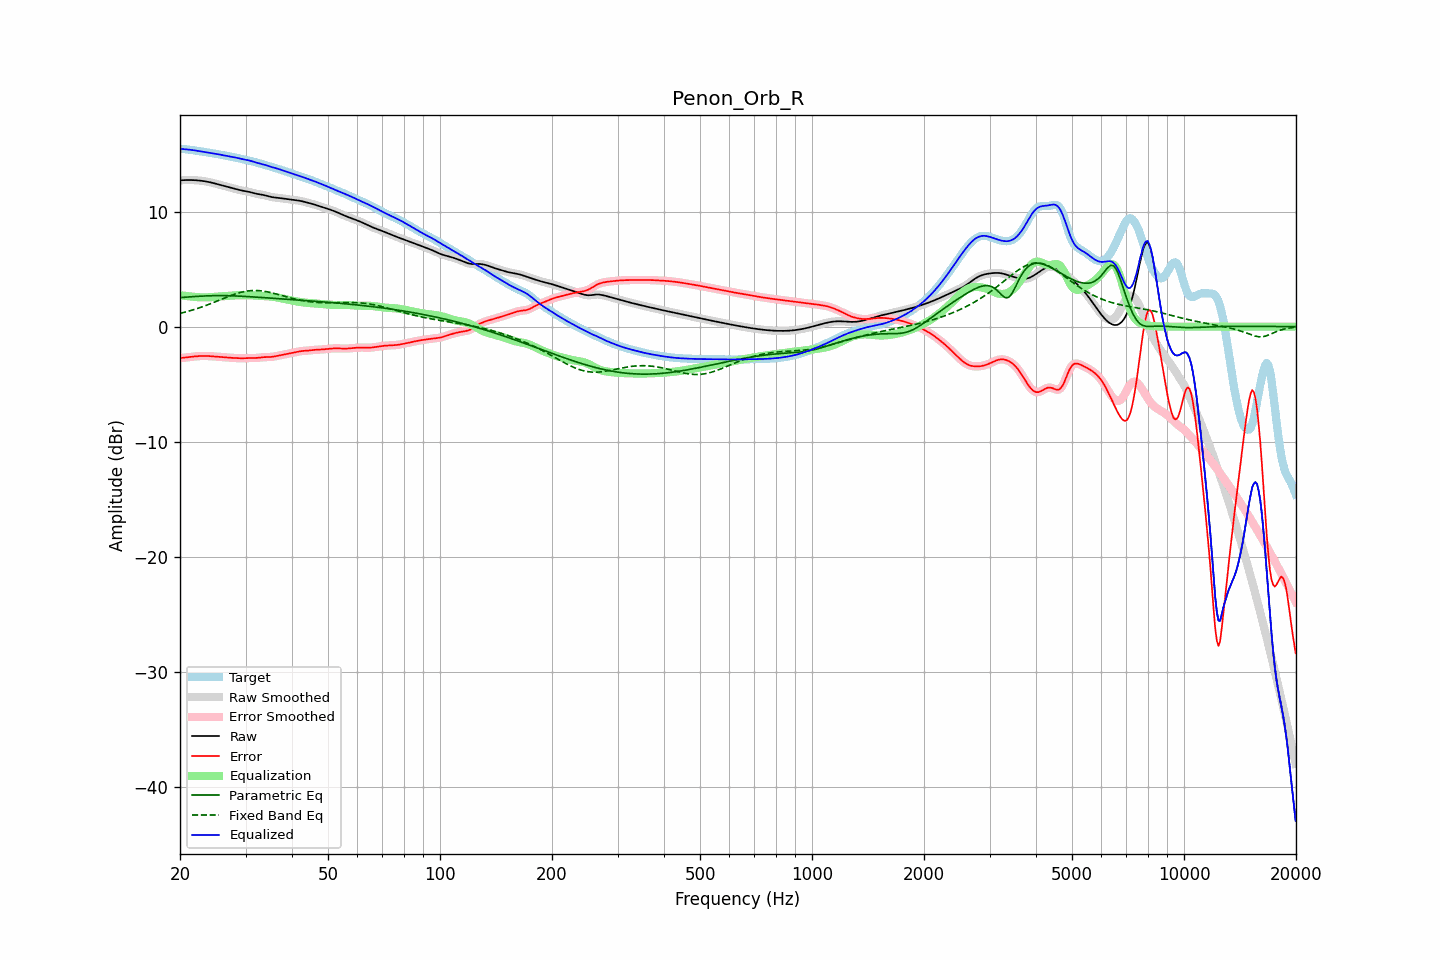 Penon_Orb_R
Amplitude (dBr)
10
0
−10
−20
−30
−40
Target
Raw Smoothed
Error Smoothed
Raw
Error
Equalization
Parametric Eq
Fixed Band Eq
Equalized
20 50 100 200 500 1000 2000 5000 10000 20000
Frequency (Hz)